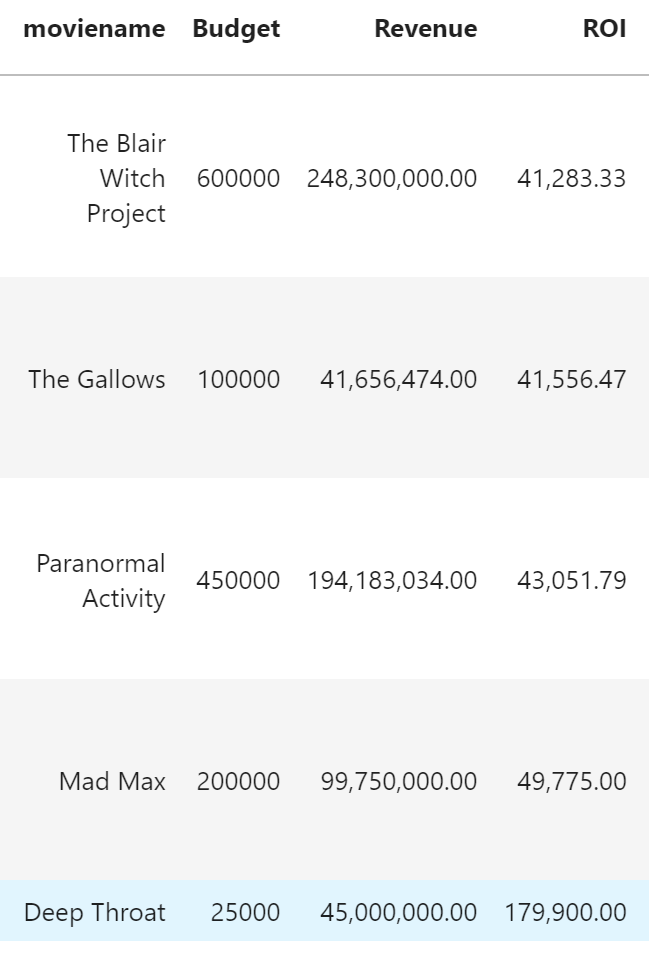 moviename Budget Revenue ROI
The Blair
Witch 600000 248,300,000.00 41,283.33
Project
The Gallows 100000 41,656,474.00 41,556.47
Paranormal
450000 194,183,034.00 43,051.79
Activity
Mad Max 200000 99,750,000.00 49,775.00
Deep Throat 25000 45,000,000.00 179,900.00